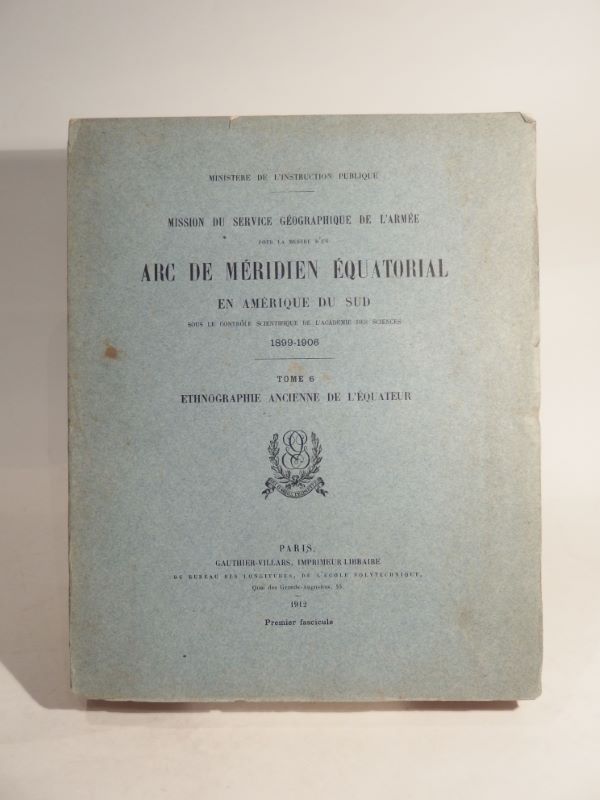 MINISTÈRE DE L'INSTRUCTION PUBLIQUE
MISSION DU SERVICE GÉOGRAPHIQUE DE L'ARMÉE
POUR LA MESURE D'UN
ARC DE MÉRIDIEN ÉQUATORIAL
EN AMÉRIQUE DU SUD
SOUS LE CONTRÔLE SCIENTIFIQUE DE L'ACADÉMIE DES SCIENCES
1899-1906
TOME 6
ETHNOGRAPHIE ANCIENNE DE L'ÉQUATEUR
PARIS,
GAUTHIER-VILLARS, IMPRIMEUR-LIBRAIRE
DU BUREAU DES LONGITUDES, DE L'ÉCOLE POLYTECHNIQUE,
Quai des Grands-Augustins, 55.
1912
Premier fascicule